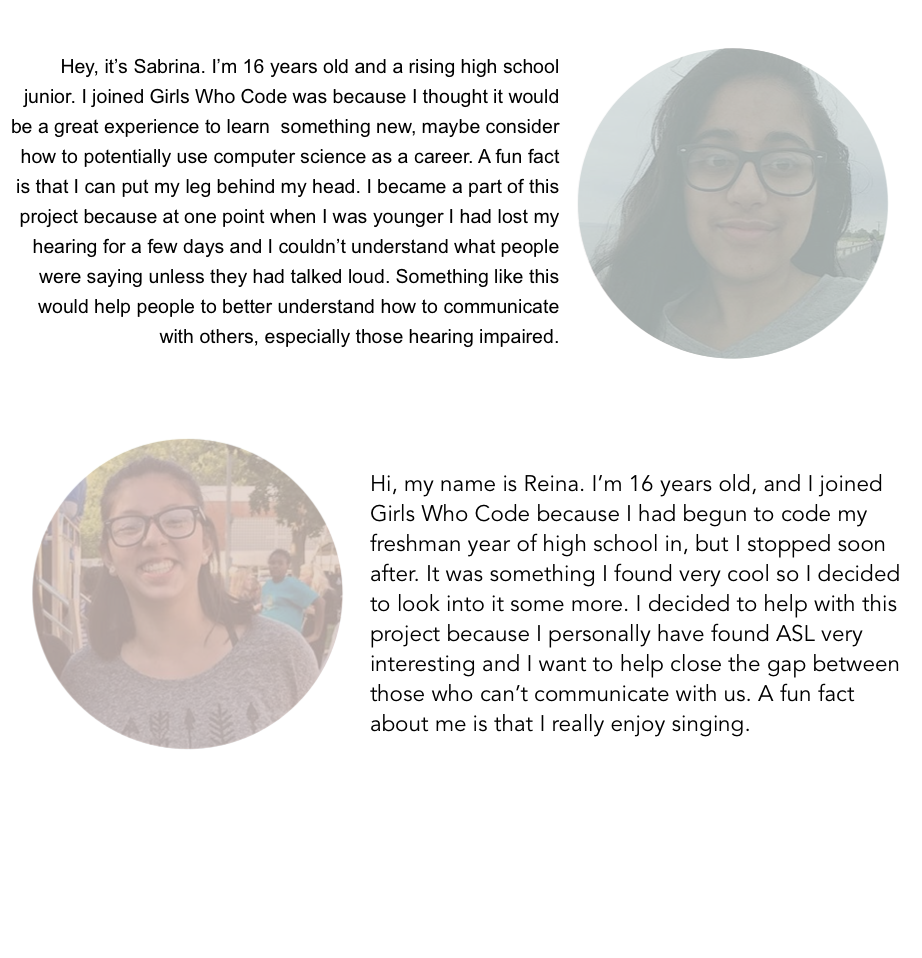 Hey, it’s Sabrina. I’m 16 years old and a rising high school
junior. I joined Girls Who Code was because I thought it would
be a great experience to learn  something new, maybe consider
how to potentially use computer science as a career. A fun fact
is that I can put my leg behind my head. I became a part of this
project because at one point when I was younger I had lost my
hearing for a few days and I couldn’t understand what people
were saying unless they had talked loud. Something like this
would help people to better understand how to communicate
with others, especially those hearing impaired.
Hi, my name is Reina. I’m 16 years old, and I joined
Girls Who Code because I had begun to code my
freshman year of high school in, but I stopped soon
after. It was something I found very cool so I decided
to look into it some more. I decided to help with this
project because I personally have found ASL very
interesting and I want to help close the gap between
those who can’t communicate with us. A fun fact
about me is that I really enjoy singing.